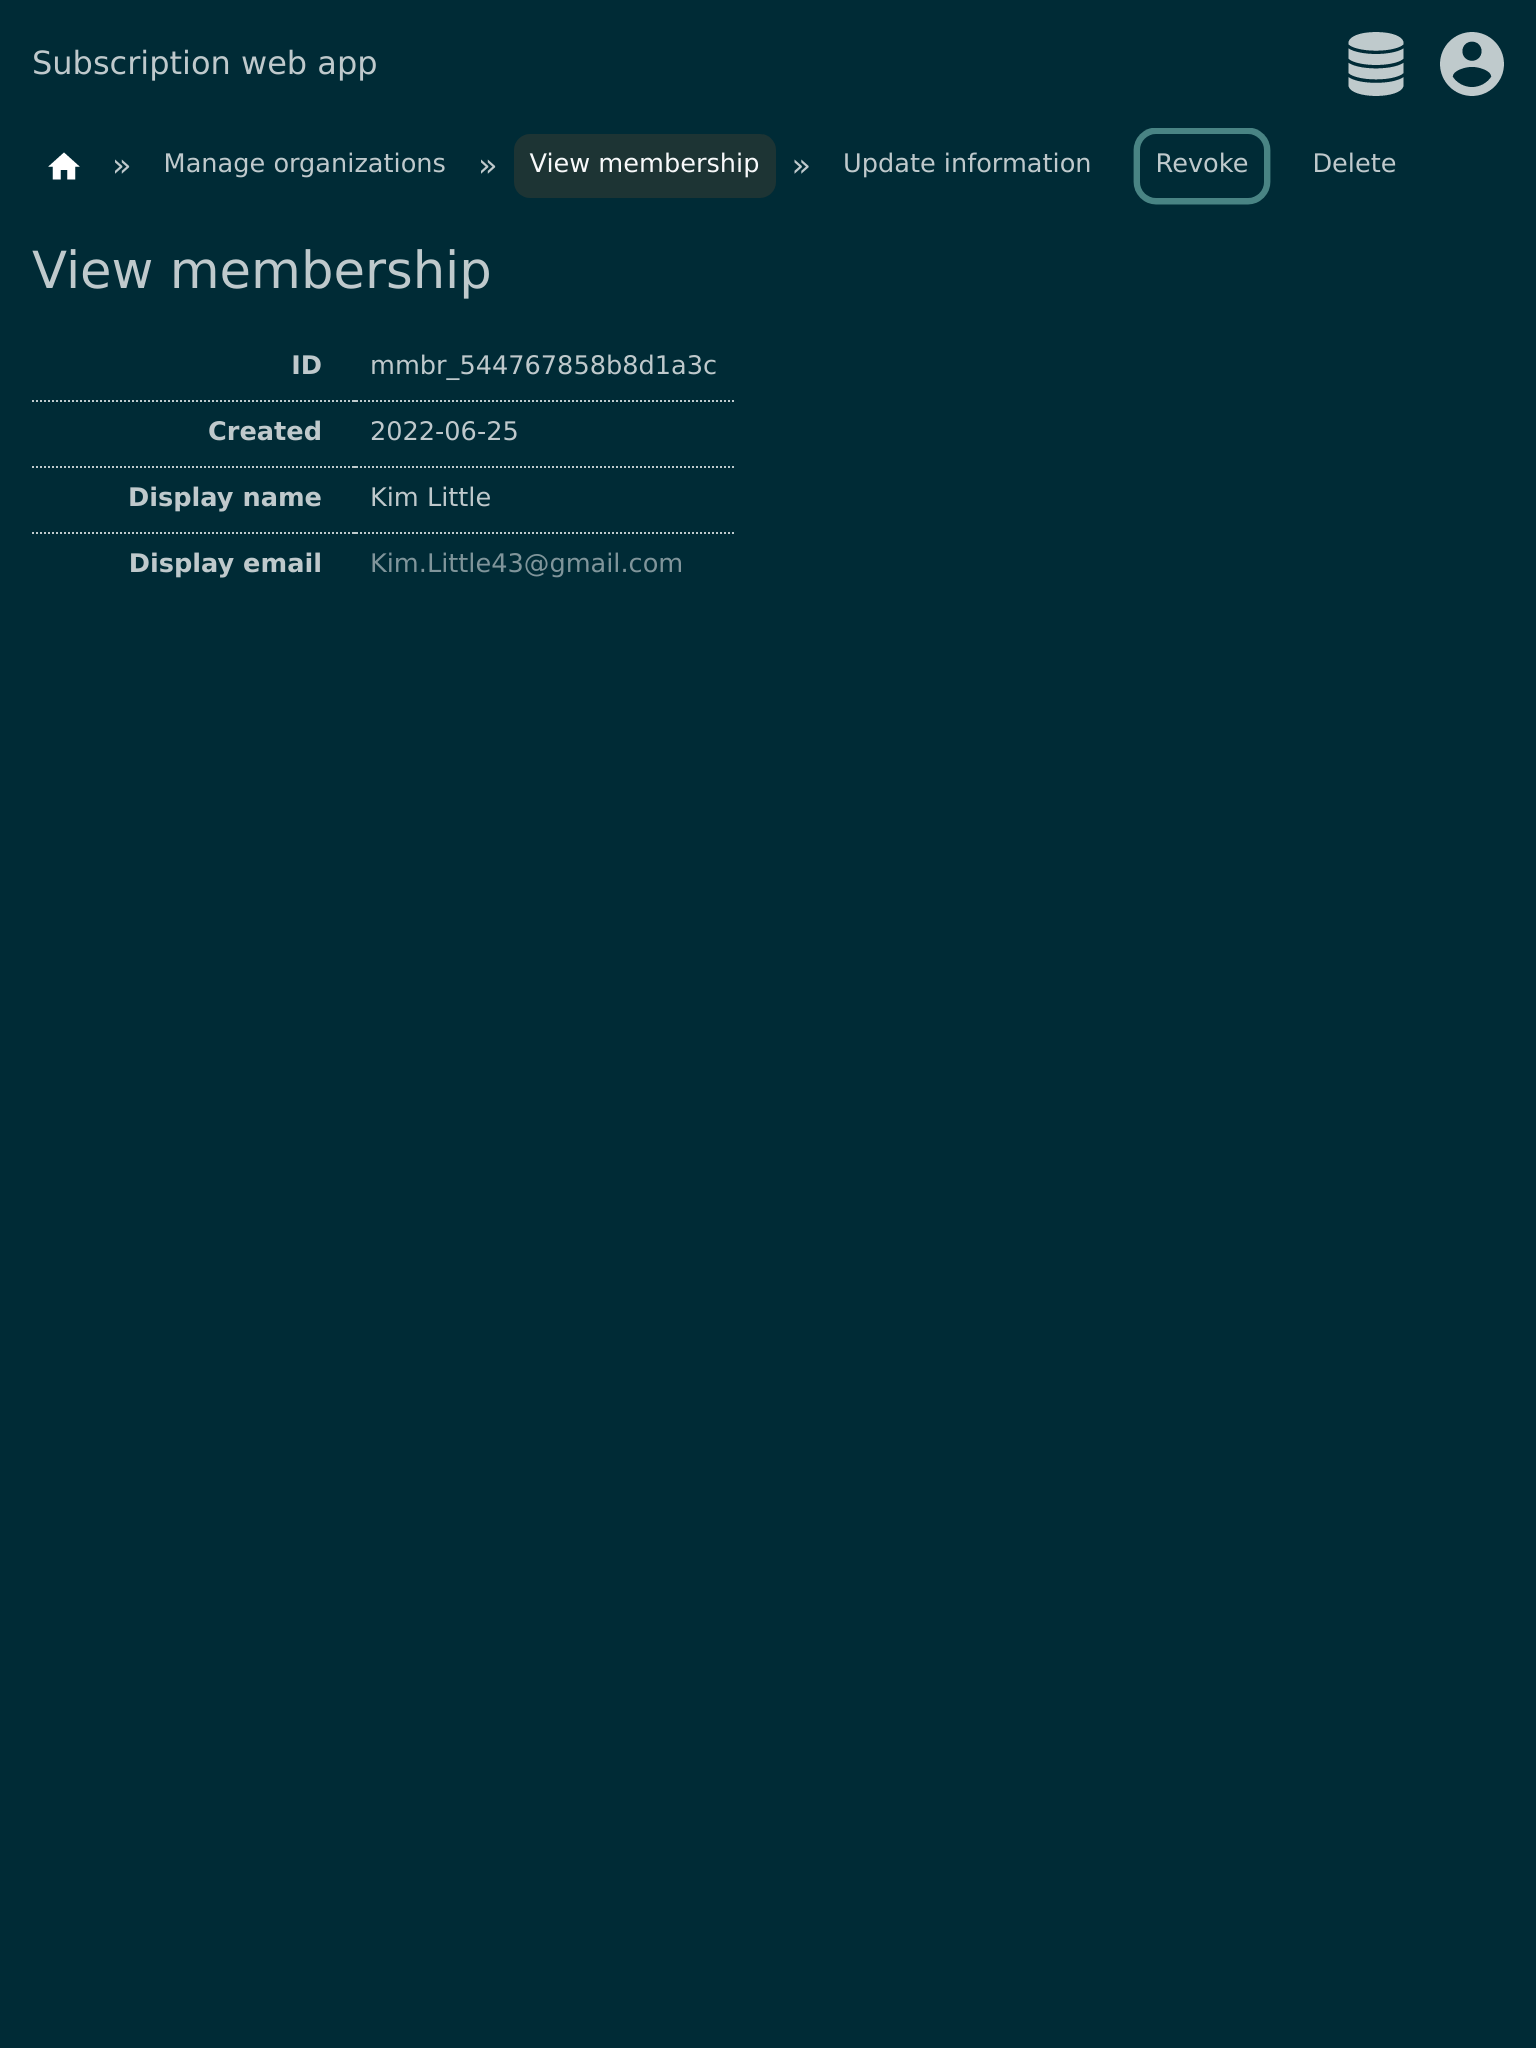 Subscription web app
» Manage organizations » View membership » Update information Revoke Delete
View membership
ID mmbr_544767858b8d1a3c
Created 2022-06-25
Display name Kim Little
Display email Kim.Little43@gmail.com